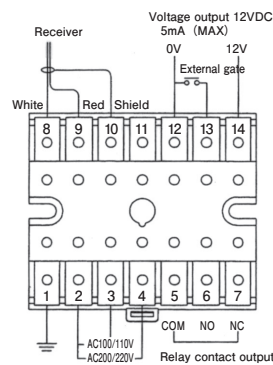 Voltage output 12VDC
Receiver
5mA (MAX)
0V
12V
External gate
White
Red
Shield
8
9
10
11
12
13
14
1
2
3
4
5
6
7
AC100/110V
AC200/220V
COM
NO
NC
Relay contact output